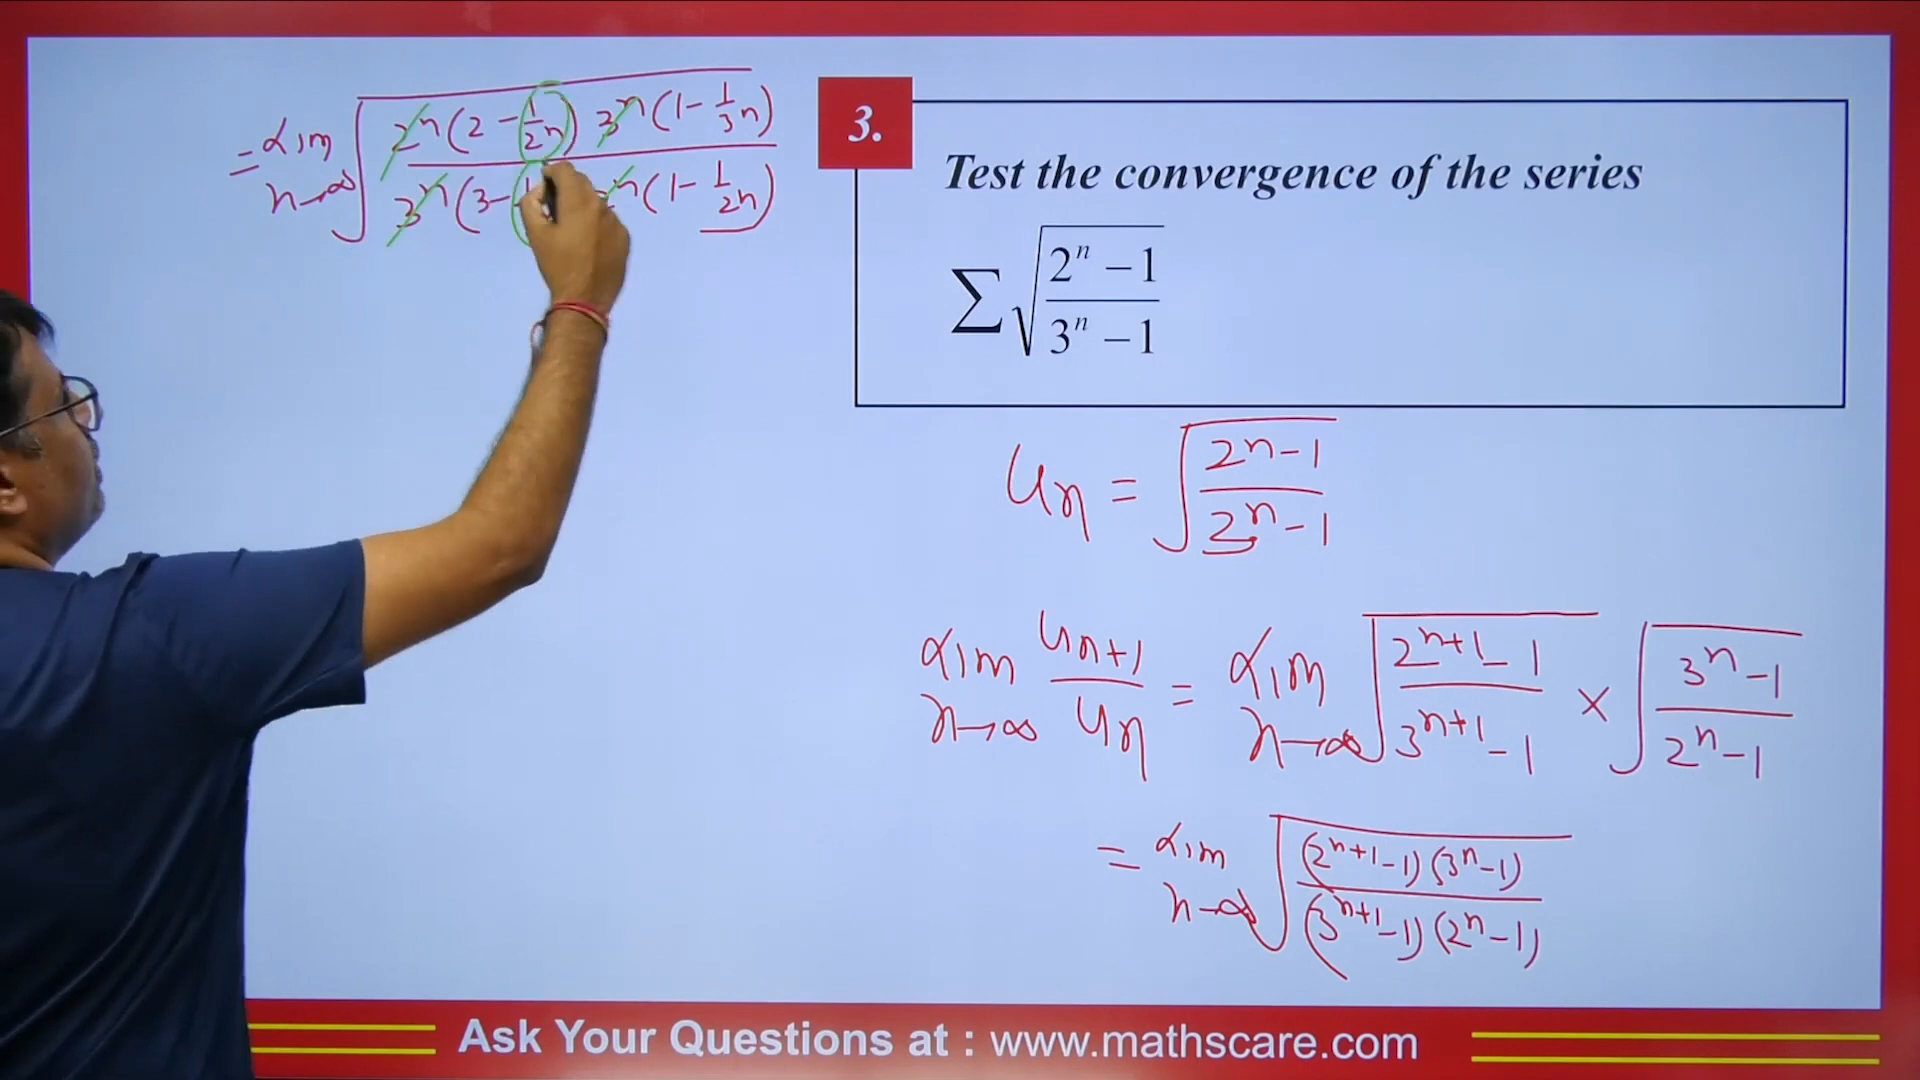 = Lim n→∞ √(2ⁿ(2 - 1/2ⁿ) 3ⁿ(1 - 1/3ⁿ) / 3ⁿ(3 - ⁿ(1 - 1/2ⁿ))
3.
Test the convergence of the series
∑ √((2ⁿ - 1)/(3ⁿ - 1))
Uₙ = √((2ⁿ - 1)/(2ⁿ - 1))
Lim n→∞ Uₙ₊₁/Uₙ = Lim n→∞ √((2ⁿ⁺¹ - 1)/(3ⁿ⁺¹ - 1)) × √((3ⁿ - 1)/(2ⁿ - 1))
= Lim n→∞ √((2ⁿ⁺¹ - 1)(3ⁿ - 1)/(3ⁿ⁺¹ - 1)(2ⁿ - 1))
Ask Your Questions at : www.mathscare.com